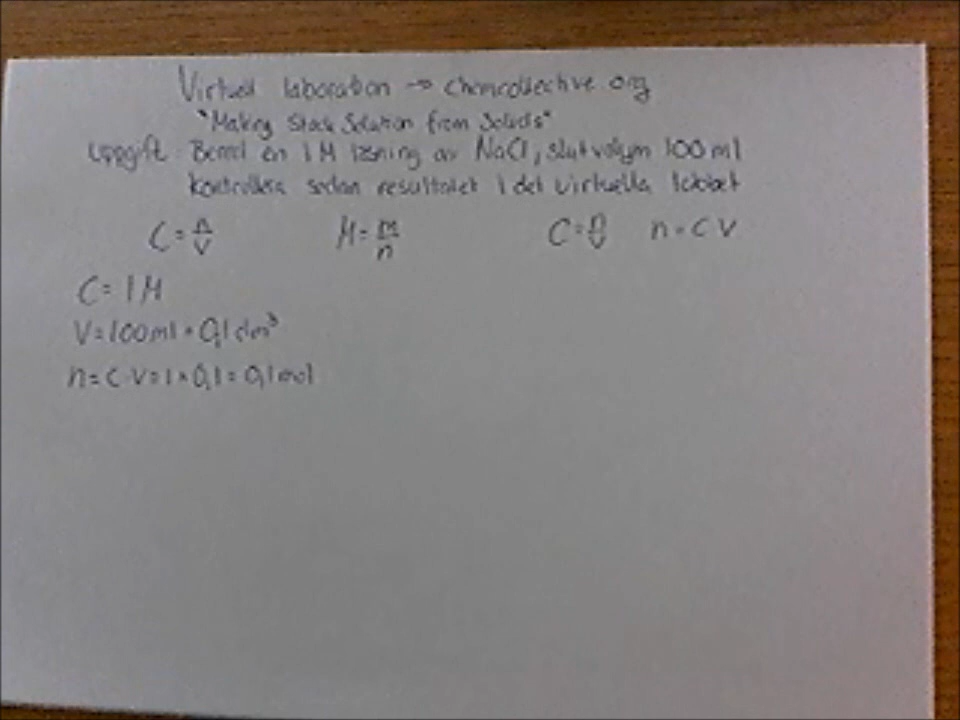 Virtuell laboration → chemcollective org
"Making Stock Solution from Solids"
Uppgift: Bered en 1 M lösning av NaCl, slutvolym 100 ml
kontrollera sedan resultatet i det virtuella labbet
C = n/V M = m/n C = n/V n = C V
C = 1 M
V = 100 ml = 0,1 dm³
n = C·V = 1 · 0,1 = 0,1 mol